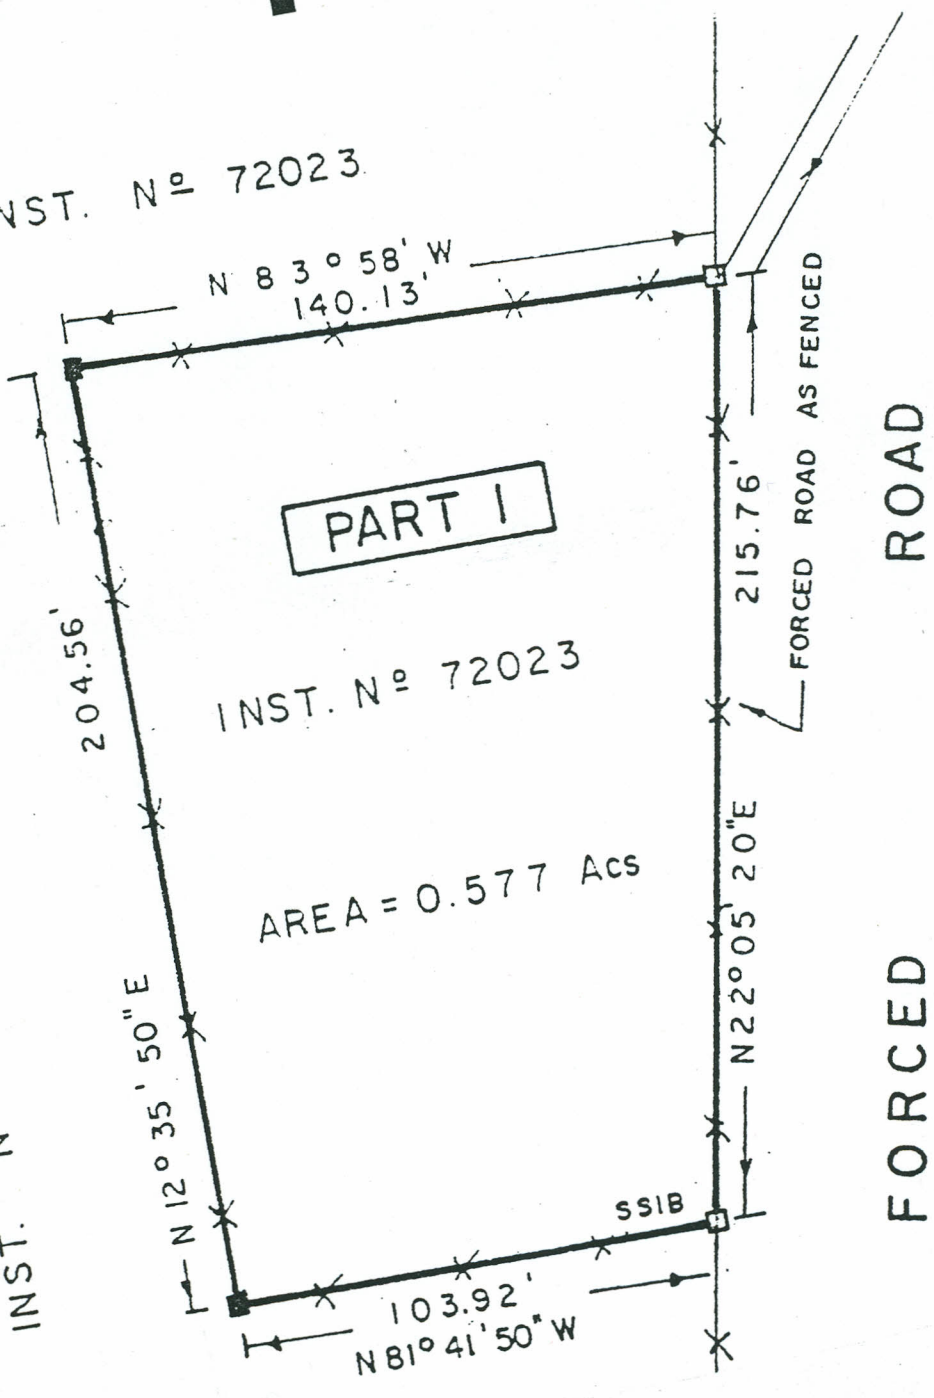 INST. Nº 72023
N 83° 58' W
140.13'
PART 1
FORCED ROAD AS FENCED
215.76'
204.56'
INST. Nº 72023
AREA = 0.577 Acs
N22° 05' 20"E
N 12° 35' 50" E
SSIB
103.92'
N81° 41' 50" W
FORCED ROAD
INST. N